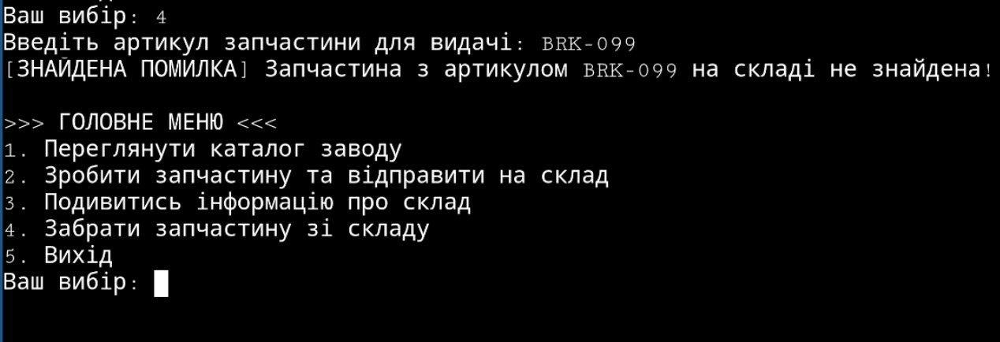 Ваш вибір: 4
Введіть артикул запчастини для видачі: BRK-099
[ЗНАЙДЕНА ПОМИЛКА] Запчастина з артикулом BRK-099 на складі не знайдена!
>>> ГОЛОВНЕ МЕНЮ <<<
1. Переглянути каталог заводу
2. Зробити запчастину та відправити на склад
3. Подивитись інформацію про склад
4. Забрати запчастину зі складу
5. Вихід
Ваш вибір: